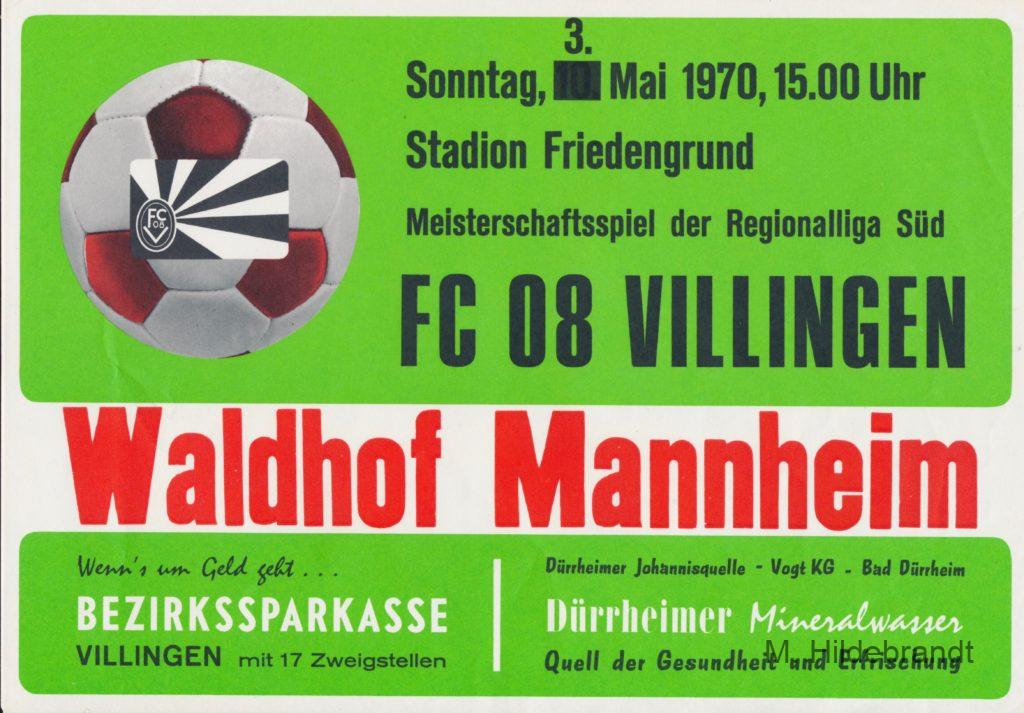 3.
Sonntag, 10. Mai 1970, 15.00 Uhr
Stadion Friedengrund
Meisterschaftsspiel der Regionalliga Süd
FC 08
FC 08 VILLINGEN
Waldhof Mannheim
Wenn's um Geld geht . . .
BEZIRKSSPARKASSE
VILLINGEN mit 17 Zweigstellen
Dürrheimer Johannisquelle - Vogt KG - Bad Dürrheim
Dürrheimer Mineralwasser
Quell der Gesundheit und Erfrischung
M. Hildebrandt